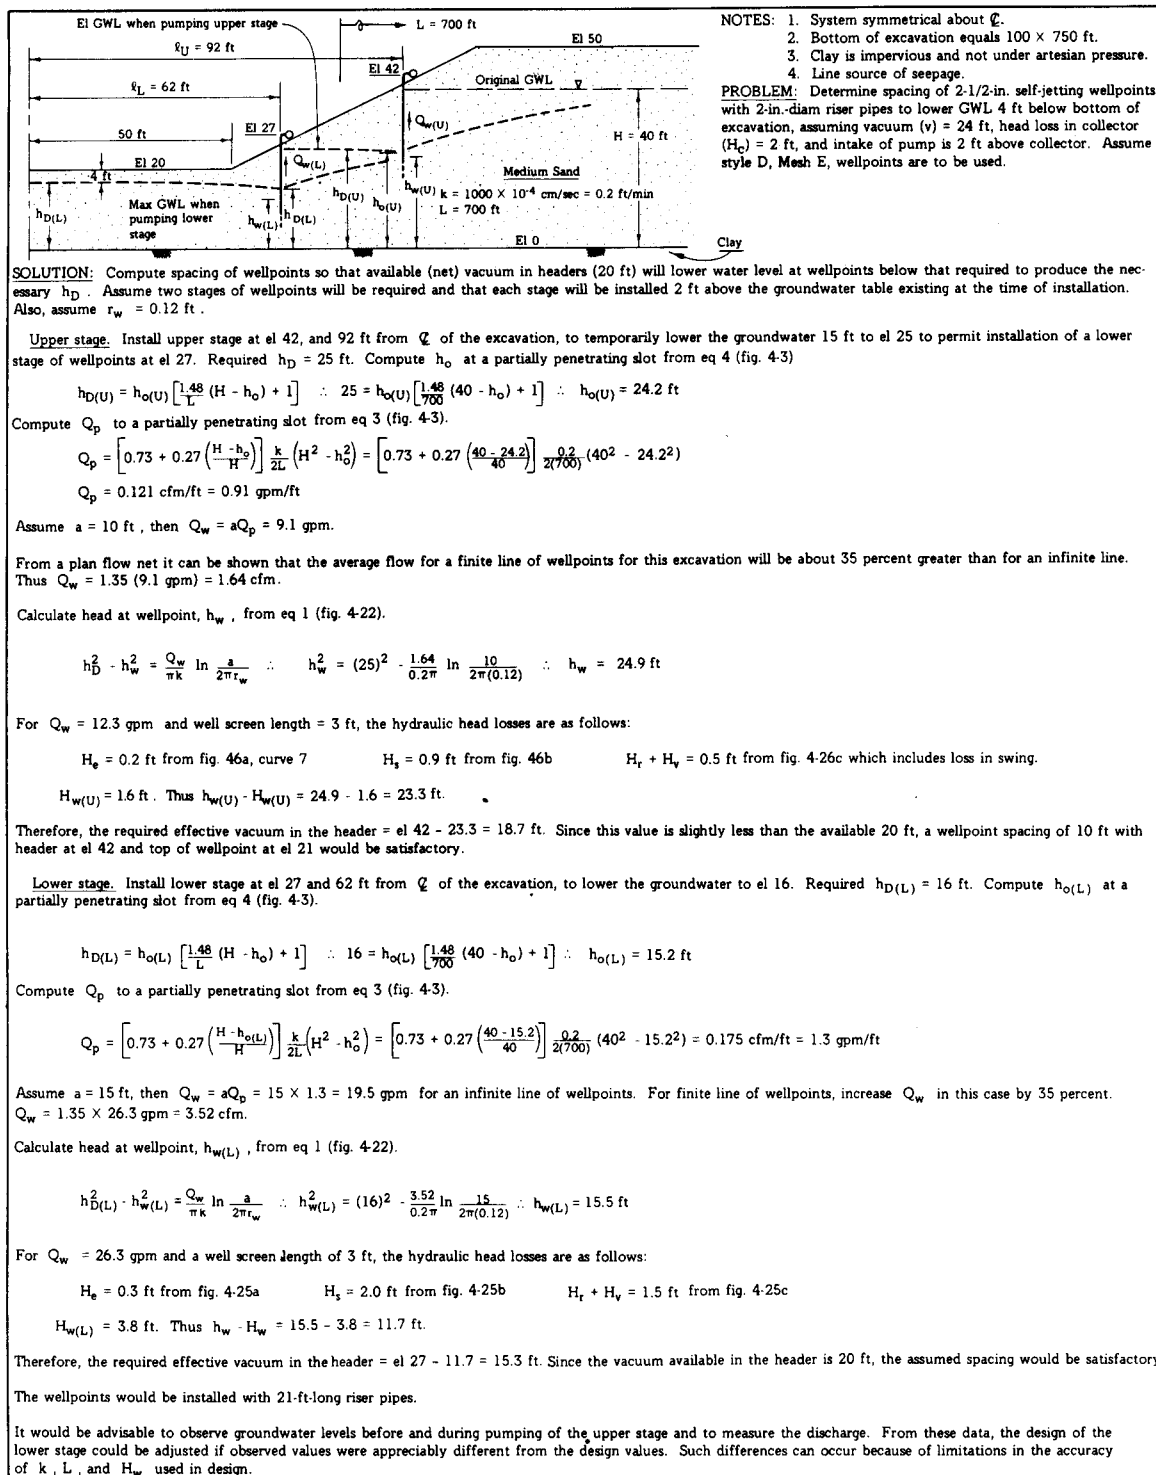 El GWL when pumping upper stage
L = 700 ft
ℓU = 92 ft
El 50
El 42
Original GWL
ℓL = 62 ft
El 27
Qw(U)
H = 40 ft
50 ft
El 20
Qw(L)
4 ft
Medium Sand
k = 1000 × 10-4 cm/sec = 0.2 ft/min
L = 700 ft
hD(L)
Max GWL when
pumping lower
stage
hw(L)
hD(L)
hD(U)
ho(U)
hw(U)
El 0
Clay
NOTES: 1. System symmetrical about ℄.
2. Bottom of excavation equals 100 × 750 ft.
3. Clay is impervious and not under artesian pressure.
4. Line source of seepage.
PROBLEM: Determine spacing of 2-1/2-in. self-jetting wellpoints
with 2-in.-diam riser pipes to lower GWL 4 ft below bottom of
excavation, assuming vacuum (v) = 24 ft, head loss in collector
(Hc) = 2 ft, and intake of pump is 2 ft above collector. Assume
style D, Mesh E, wellpoints are to be used.
SOLUTION: Compute spacing of wellpoints so that available (net) vacuum in headers (20 ft) will lower water level at wellpoints below that required to produce the nec-
essary hD . Assume two stages of wellpoints will be required and that each stage will be installed 2 ft above the groundwater table existing at the time of installation.
Also, assume rw = 0.12 ft .
Upper stage. Install upper stage at el 42, and 92 ft from ℄ of the excavation, to temporarily lower the groundwater 15 ft to el 25 to permit installation of a lower
stage of wellpoints at el 27. Required hD = 25 ft. Compute ho at a partially penetrating slot from eq 4 (fig. 4-3)
hD(U) = ho(U) [1.48/L (H - ho) + 1] ∴ 25 = ho(U) [1.48/700 (40 - ho) + 1] ∴ ho(U) = 24.2 ft
Compute Qp to a partially penetrating slot from eq 3 (fig. 4-3).
Qp = [0.73 + 0.27 (H - ho/H)] k/2L (H² - ho²) = [0.73 + 0.27 (40 - 24.2/40)] 0.2/2(700) (40² - 24.2²)
Qp = 0.121 cfm/ft = 0.91 gpm/ft
Assume a = 10 ft , then Qw = aQp = 9.1 gpm.
From a plan flow net it can be shown that the average flow for a finite line of wellpoints for this excavation will be about 35 percent greater than for an infinite line.
Thus Qw = 1.35 (9.1 gpm) = 1.64 cfm.
Calculate head at wellpoint, hw , from eq 1 (fig. 4-22).
hD² - hw² = Qw/πk ln a/2πrw ∴ hw² = (25)² - 1.64/0.2π ln 10/2π(0.12) ∴ hw = 24.9 ft
For Qw = 12.3 gpm and well screen length = 3 ft, the hydraulic head losses are as follows:
He = 0.2 ft from fig. 46a, curve 7 Hs = 0.9 ft from fig. 46b Hr + Hv = 0.5 ft from fig. 4-26c which includes loss in swing.
Hw(U) = 1.6 ft . Thus hw(U) - Hw(U) = 24.9 - 1.6 = 23.3 ft.
Therefore, the required effective vacuum in the header = el 42 - 23.3 = 18.7 ft. Since this value is slightly less than the available 20 ft, a wellpoint spacing of 10 ft with
header at el 42 and top of wellpoint at el 21 would be satisfactory.
Lower stage. Install lower stage at el 27 and 62 ft from ℄ of the excavation, to lower the groundwater to el 16. Required hD(L) = 16 ft. Compute ho(L) at a
partially penetrating slot from eq 4 (fig. 4-3).
hD(L) = ho(L) [1.48/L (H - ho) + 1] ∴ 16 = ho(L) [1.48/700 (40 - ho) + 1] ∴ ho(L) = 15.2 ft
Compute Qp to a partially penetrating slot from eq 3 (fig. 4-3).
Qp = [0.73 + 0.27 (H - ho(L)/H)] k/2L (H² - ho²) = [0.73 + 0.27 (40 - 15.2/40)] 0.2/2(700) (40² - 15.2²) = 0.175 cfm/ft = 1.3 gpm/ft
Assume a = 15 ft, then Qw = aQp = 15 × 1.3 = 19.5 gpm for an infinite line of wellpoints. For finite line of wellpoints, increase Qw in this case by 35 percent.
Qw = 1.35 × 26.3 gpm = 3.52 cfm.
Calculate head at wellpoint, hw(L) , from eq 1 (fig. 4-22).
hD(L)² - hw(L)² = Qw/πk ln a/2πrw ∴ hw(L)² = (16)² - 3.52/0.2π ln 15/2π(0.12) ∴ hw(L) = 15.5 ft
For Qw = 26.3 gpm and a well screen length of 3 ft, the hydraulic head losses are as follows:
He = 0.3 ft from fig. 4-25a Hs = 2.0 ft from fig. 4-25b Hr + Hv = 1.5 ft from fig. 4-25c
Hw(L) = 3.8 ft. Thus hw - Hw = 15.5 - 3.8 = 11.7 ft.
Therefore, the required effective vacuum in the header = el 27 - 11.7 = 15.3 ft. Since the vacuum available in the header is 20 ft, the assumed spacing would be satisfactory
The wellpoints would be installed with 21-ft-long riser pipes.
It would be advisable to observe groundwater levels before and during pumping of the upper stage and to measure the discharge. From these data, the design of the
lower stage could be adjusted if observed values were appreciably different from the design values. Such differences can occur because of limitations in the accuracy
of k , L , and Hw used in design.